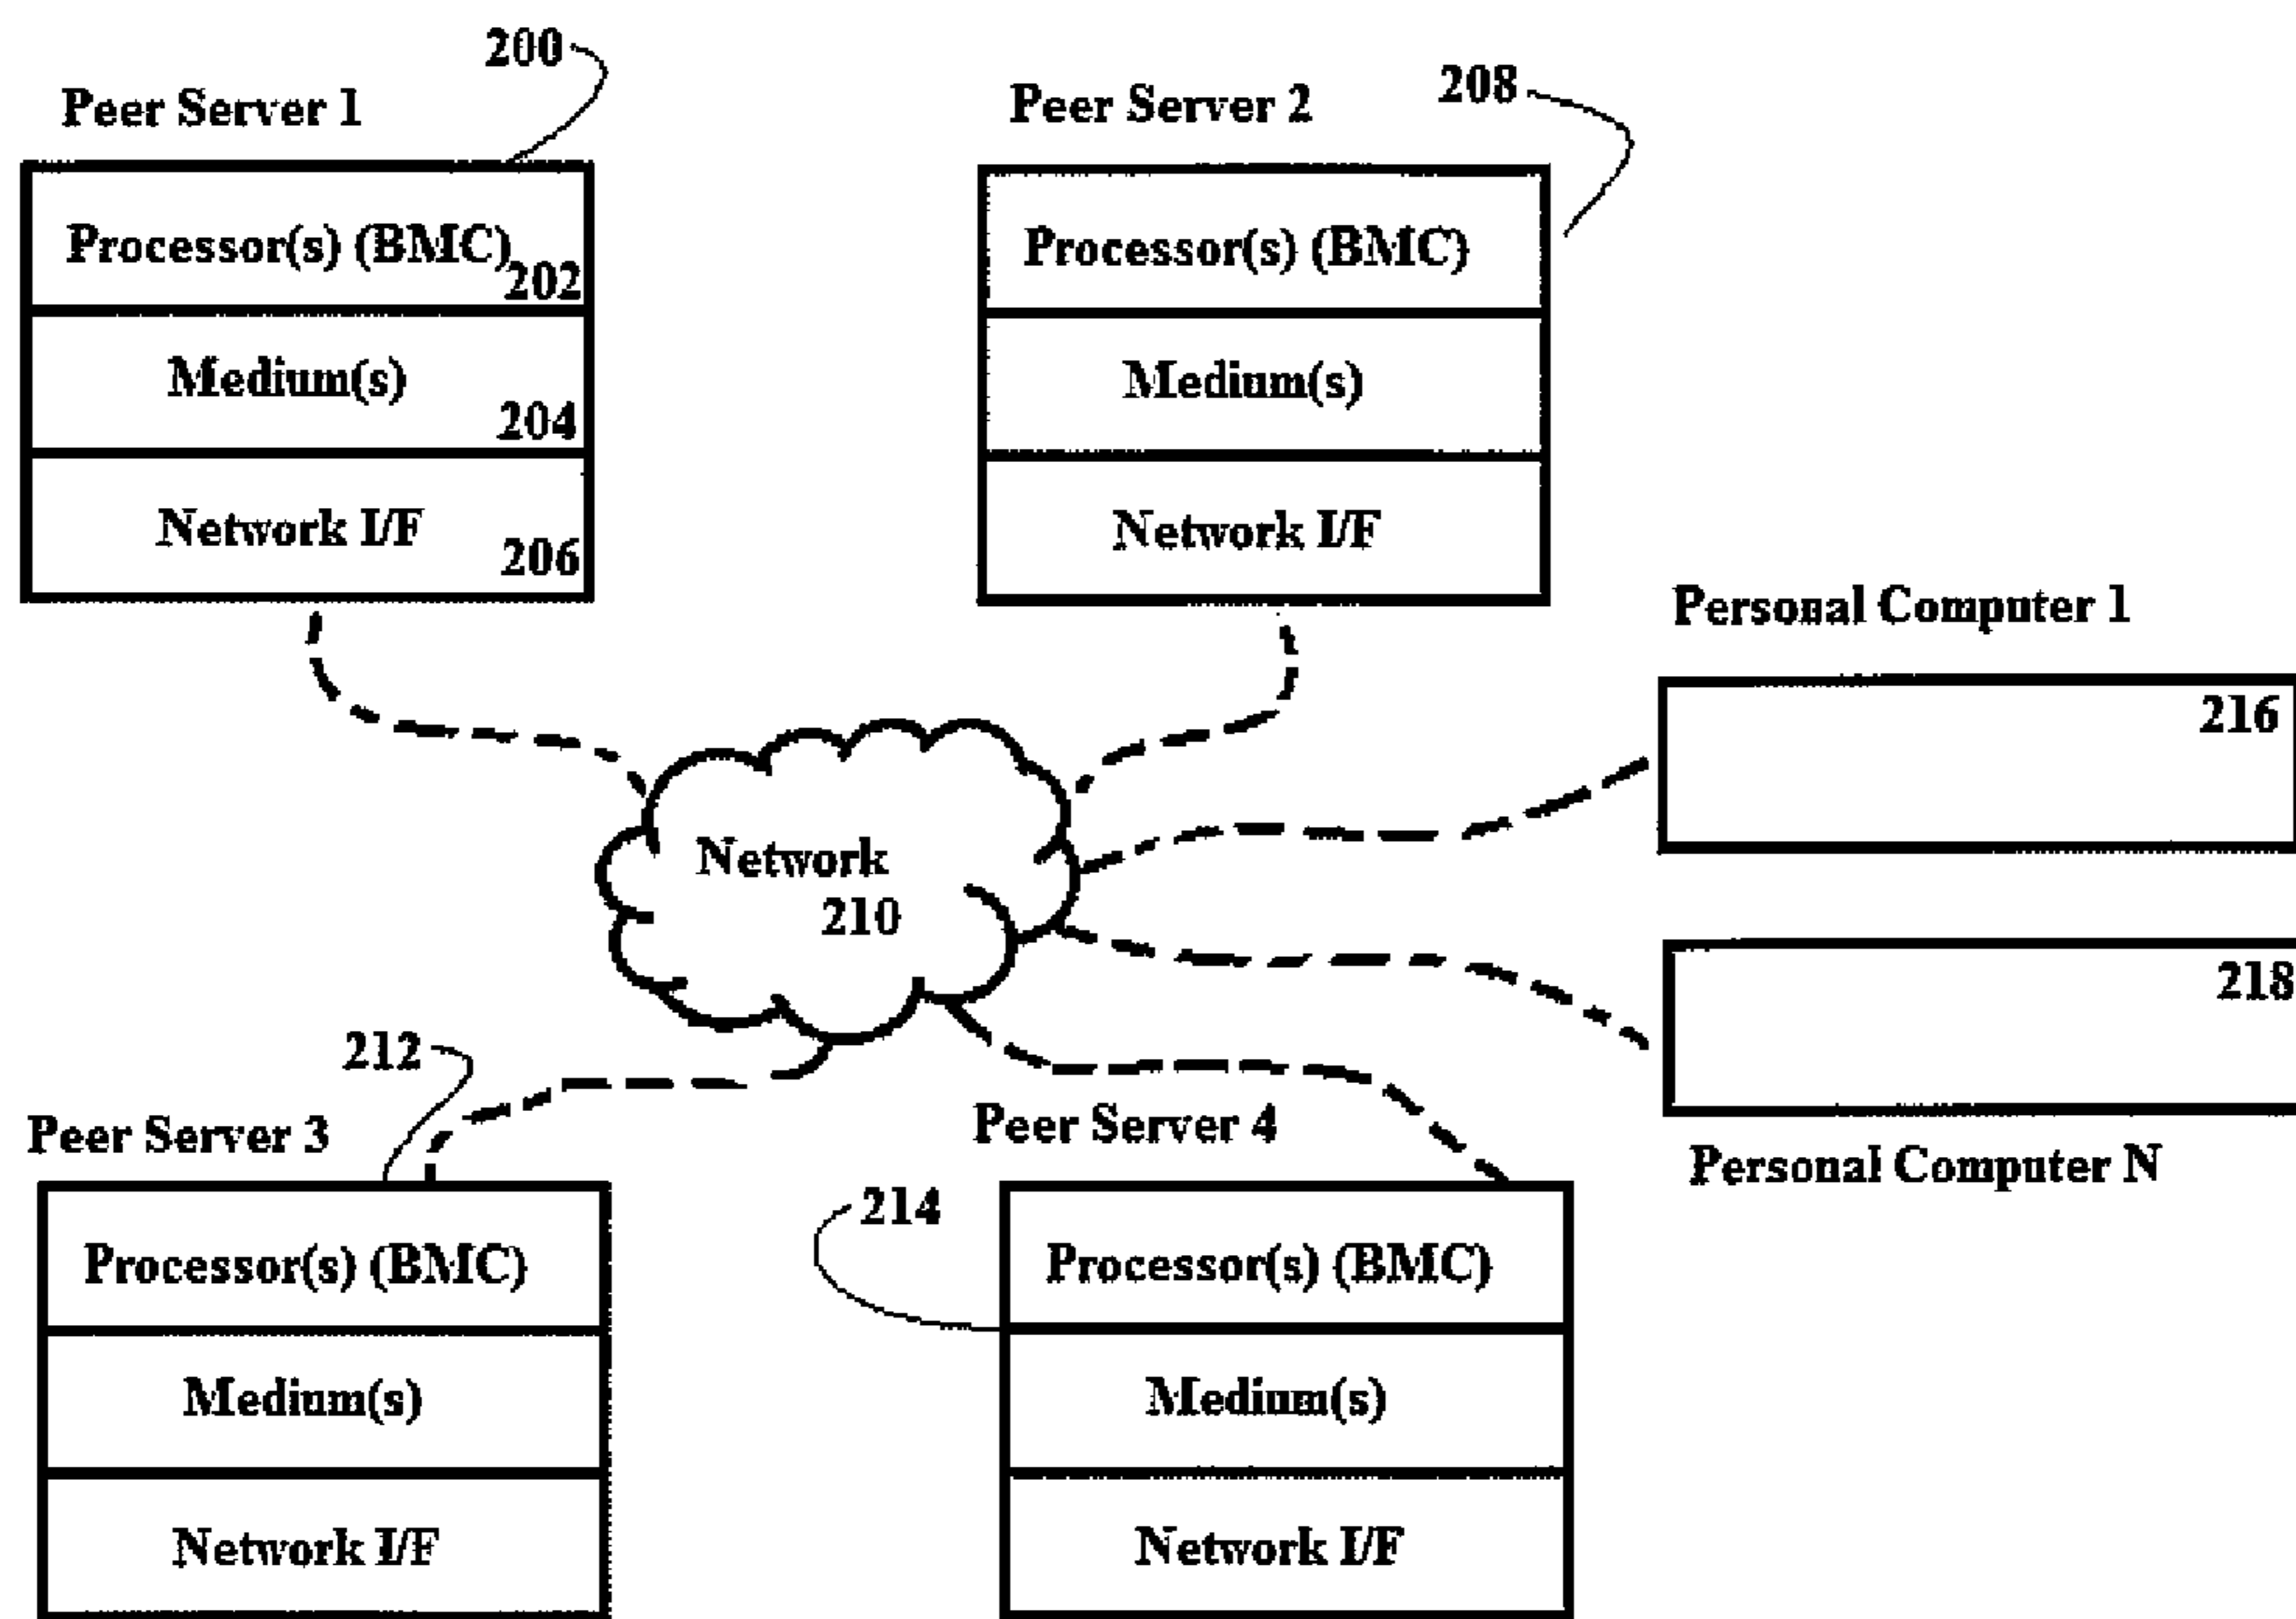 200
Peer Server 1
Processor(s) (BMC)
202
Medium(s)
204
Network I/F
206
208
Peer Server 2
Processor(s) (BMC)
Medium(s)
Network I/F
Personal Computer 1
216
Network
210
218
Personal Computer N
212
Peer Server 3
Processor(s) (BMC)
Medium(s)
Network I/F
Peer Server 4
214
Processor(s) (BMC)
Medium(s)
Network I/F